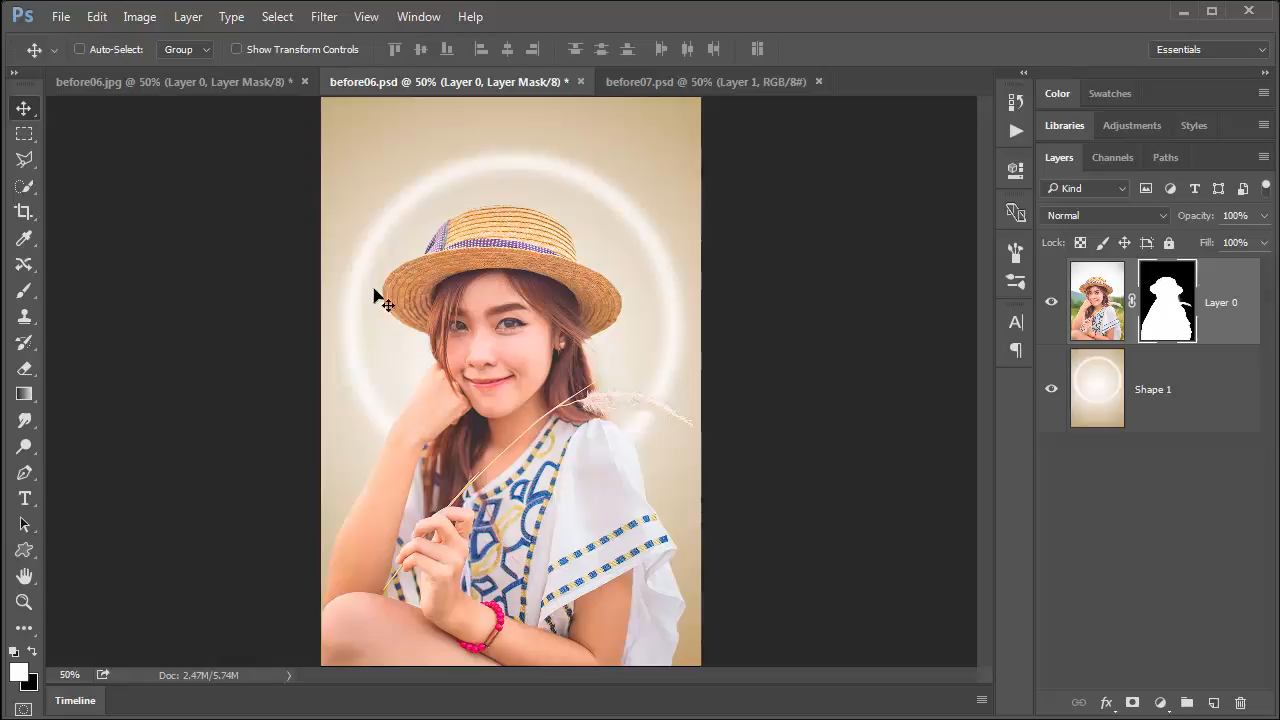 Ps File Edit Image Layer Type Select Filter View Window Help
Auto-Select: Group Show Transform Controls Essentials
before06.jpg @ 50% (Layer 0, Layer Mask/8) * before06.psd @ 50% (Layer 0, Layer Mask/8) * before07.psd @ 50% (Layer 1, RGB/8#)
Color Swatches
Libraries Adjustments Styles
Layers Channels Paths
Kind
Normal Opacity: 100%
Lock: Fill: 100%
Layer 0
Shape 1
50% Doc: 2.47M/5.74M
Timeline